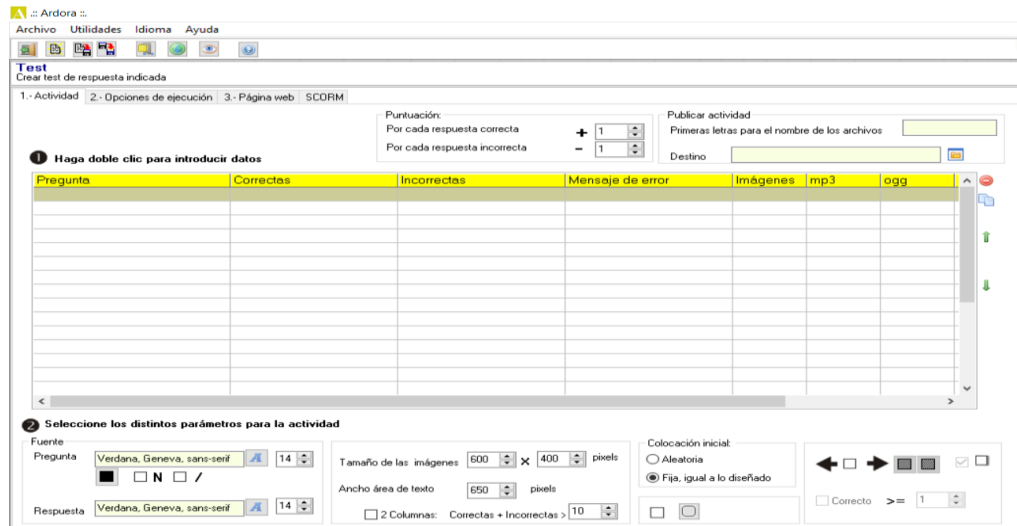 .:: Ardora ::.
Archivo Utilidades Idioma Ayuda
Test
Crear test de respuesta indicada
1.- Actividad 2.- Opciones de ejecución 3.- Página web SCORM
Puntuación:
Por cada respuesta correcta + 1
Por cada respuesta incorrecta - 1
Publicar actividad
Primeras letras para el nombre de los archivos
Destino
1 Haga doble clic para introducir datos
Pregunta Correctas Incorrectas Mensaje de error Imágenes mp3 ogg
2 Seleccione los distintos parámetros para la actividad
Fuente
Pregunta Verdana, Geneva, sans-serif A 14
N /
Respuesta Verdana, Geneva, sans-serif A 14
Tamaño de las imágenes 600 x 400 pixels
Ancho área de texto 650 pixels
2 Columnas: Correctas + Incorrectas > 10
Colocación inicial:
Aleatoria
Fija, igual a lo diseñado
Correcto >= 1